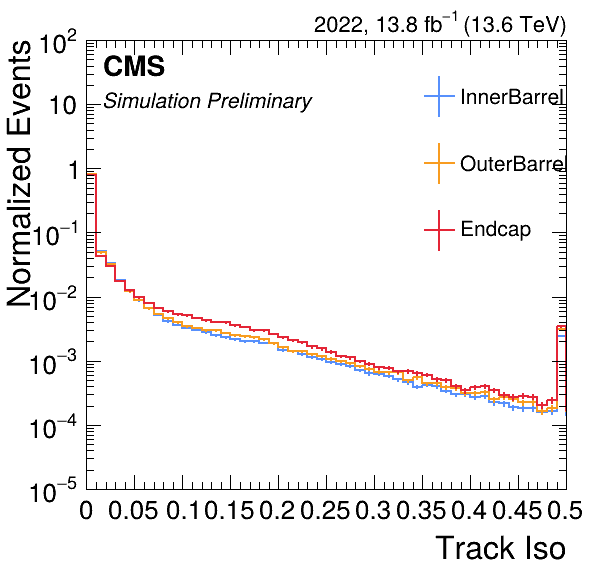 2022, 13.8 fb⁻¹ (13.6 TeV)
CMS
Simulation Preliminary
InnerBarrel
OuterBarrel
Endcap
Normalized Events
10²
10
1
10⁻¹
10⁻²
10⁻³
10⁻⁴
10⁻⁵
0 0.05 0.1 0.15 0.2 0.25 0.3 0.35 0.4 0.45 0.5
Track Iso